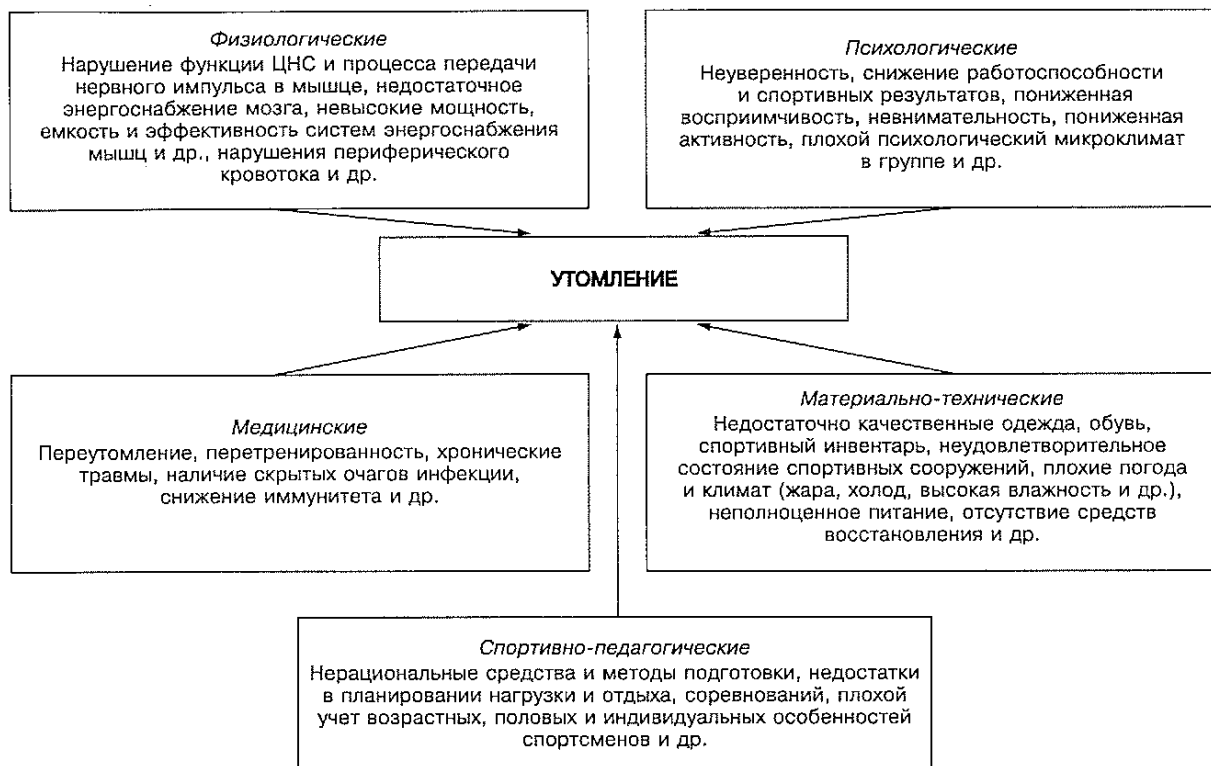 Физиологические
Нарушение функции ЦНС и процесса передачи
нервного импульса в мышце, недостаточное
энергоснабжение мозга, невысокие мощность,
емкость и эффективность систем энергоснабжения
мышц и др., нарушения периферического
кровотока и др.
Психологические
Неуверенность, снижение работоспособности
и спортивных результатов, пониженная
восприимчивость, невнимательность, пониженная
активность, плохой психологический микроклимат
в группе и др.
УТОМЛЕНИЕ
Медицинские
Переутомление, перетренированность, хронические
травмы, наличие скрытых очагов инфекции,
снижение иммунитета и др.
Материально-технические
Недостаточно качественные одежда, обувь,
спортивный инвентарь, неудовлетворительное
состояние спортивных сооружений, плохие погода
и климат (жара, холод, высокая влажность и др.),
неполноценное питание, отсутствие средств
восстановления и др.
Спортивно-педагогические
Нерациональные средства и методы подготовки, недостатки
в планировании нагрузки и отдыха, соревнований, плохой
учет возрастных, половых и индивидуальных особенностей
спортсменов и др.